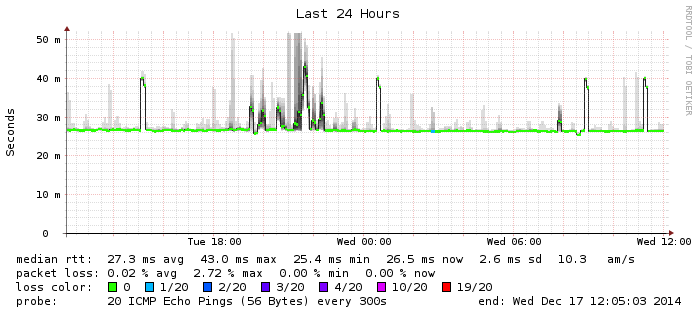 Last 24 Hours
RRDTOOL / TOBI OETIKER
Seconds
50 m
40 m
30 m
20 m
10 m
0
Tue 18:00 Wed 00:00 Wed 06:00 Wed 12:00
median rtt: 27.3 ms avg 43.0 ms max 25.4 ms min 26.5 ms now 2.6 ms sd 10.3 am/s
packet loss: 0.02 % avg 2.72 % max 0.00 % min 0.00 % now
loss color: 0 1/20 2/20 3/20 4/20 10/20 19/20
probe: 20 ICMP Echo Pings (56 Bytes) every 300s end: Wed Dec 17 12:05:03 2014